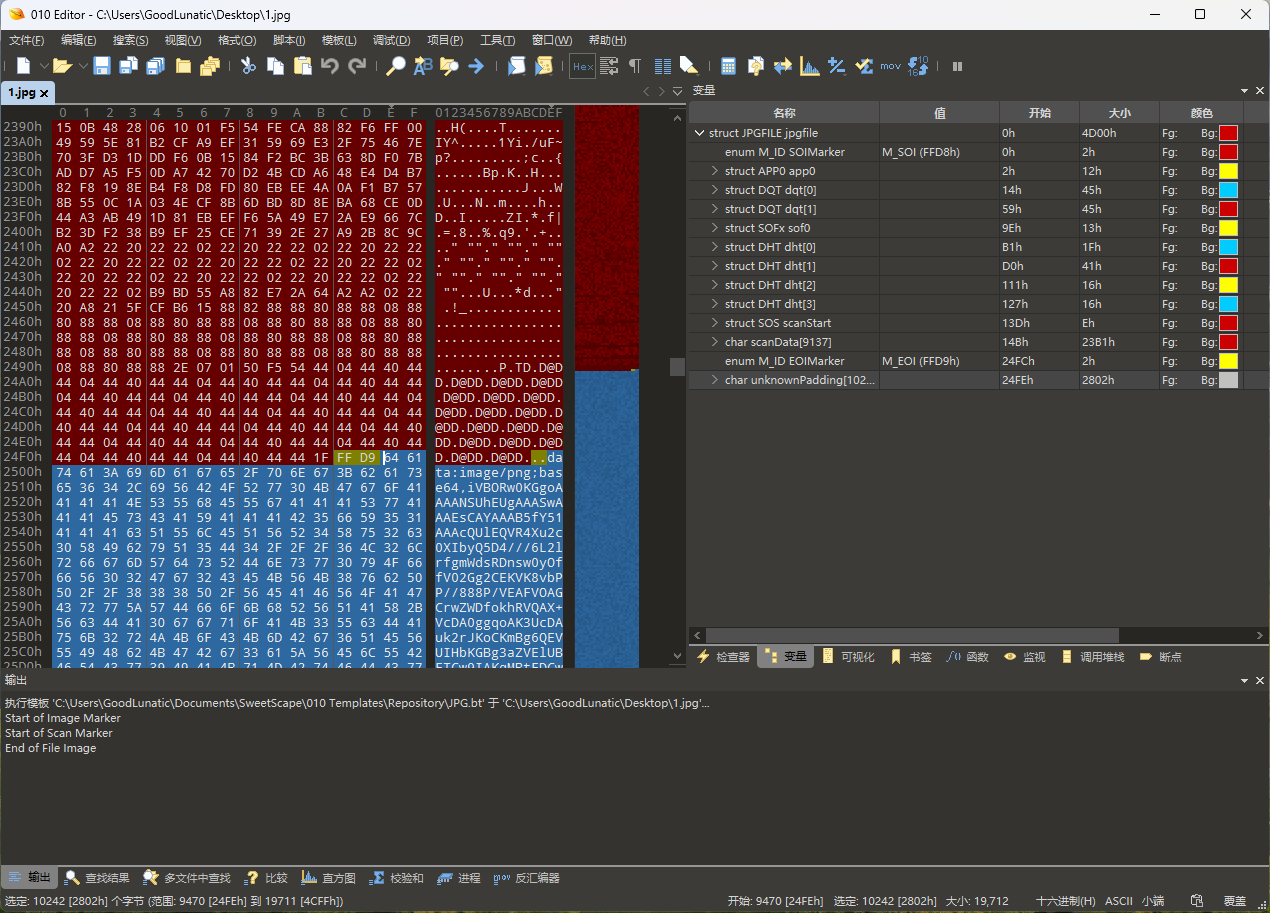 010 Editor - C:\Users\GoodLunatic\Desktop\1.jpg
文件(F) 编辑(E) 搜索(S) 视图(V) 格式(O) 脚本(I) 模板(L) 调试(D) 项目(P) 工具(T) 窗口(W) 帮助(H)
1.jpg
变量
0 1 2 3 4 5 6 7 8 9 A B C D E F 0123456789ABCDEF
名称 值 开始 大小 颜色
struct JPGFILE jpgfile 0h 4D00h Fg: Bg:
enum M_ID SOIMarker M_SOI (FFD8h) 0h 2h Fg: Bg:
struct APP0 app0 2h 12h Fg: Bg:
struct DQT dqt[0] 14h 45h Fg: Bg:
struct DQT dqt[1] 59h 45h Fg: Bg:
struct SOFx sof0 9Eh 13h Fg: Bg:
struct DHT dht[0] B1h 1Fh Fg: Bg:
struct DHT dht[1] D0h 41h Fg: Bg:
struct DHT dht[2] 111h 16h Fg: Bg:
struct DHT dht[3] 127h 16h Fg: Bg:
struct SOS scanStart 13Dh Eh Fg: Bg:
char scanData[9137] 14Bh 23B1h Fg: Bg:
enum M_ID EOIMarker M_EOI (FFD9h) 24FCh 2h Fg: Bg:
char unknownPadding[102... 24FEh 2802h Fg: Bg:
2390h 15 0B 48 28 06 10 01 F5 54 FE CA 88 82 F6 FF 00 ..H(....T.......
23A0h 49 59 5E 81 B2 CF A9 EF 31 59 69 E3 2F 75 46 7E IY^.....1Yi./uF~
23B0h 70 3F D3 1D DD F6 0B 15 84 F2 BC 3B 63 8D F0 7B p?.........;c..{
23C0h AD D7 A5 F5 0D A7 42 70 D2 4B CD A6 48 E4 D4 B7 ......Bp.K..H...
23D0h 82 F8 19 8E B4 F8 D8 FD 80 EB EE 4A 0A F1 B7 57 ...........J...W
23E0h 8B 55 0C 1A 03 4E CF 8B 6D BD 8D 8E BA 68 CE 0D .U...N..m....h..
23F0h 44 A3 AB 49 1D 81 EB EF F6 5A 49 E7 2A E9 66 7C D..I.....ZI.*.f|
2400h B2 3D F2 38 B9 EF 25 CE 71 39 2E 27 A9 2B 8C 9C .=.8..%.q9.'.+..
2410h A0 A2 22 20 22 22 02 22 20 22 22 02 22 20 22 22
2420h 02 22 20 22 22 02 22 20 22 22 02 22 20 22 22 02
2430h 22 20 22 22 02 22 20 22 22 02 22 20 22 22 02 22
2440h 20 22 22 02 B9 BD 55 A8 82 E7 2A 64 A2 A2 02 22
2450h 20 A8 21 5F CF B6 15 88 82 88 88 80 88 88 08 88
2460h 80 88 88 08 88 80 88 88 08 88 80 88 88 08 88 80
2470h 88 88 08 88 80 88 88 08 88 80 88 88 08 88 80 88
2480h 88 08 88 80 88 88 08 88 80 88 88 08 88 80 88 88
2490h 08 88 80 88 88 2E 07 01 50 F5 54 44 04 44 40 44 ........P.TD.D@D
24A0h 44 04 44 40 44 44 04 44 40 44 44 04 44 40 44 44 D.D@DD.D@DD.D@DD
24B0h 04 44 40 44 44 04 44 40 44 44 04 44 40 44 44 04 .D@DD.D@DD.D@DD.
24C0h 44 40 44 44 04 44 40 44 44 04 44 40 44 44 04 44 D@DD.D@DD.D@DD.D
24D0h 40 44 44 04 44 40 44 44 04 44 40 44 44 04 44 40 @DD.D@DD.D@DD.D@
24E0h 44 44 04 44 40 44 44 04 44 40 44 44 04 44 40 44 DD.D@DD.D@DD.D@D
24F0h 44 04 44 40 44 44 04 44 40 44 44 1F FF D9 64 61 D.D@DD.D@DD...da
2500h 74 61 3A 69 6D 61 67 65 2F 70 6E 67 3B 62 61 73 ta:image/png;bas
2510h 65 36 34 2C 69 56 42 4F 52 77 30 4B 47 67 6F 41 e64,iVBORw0KGgoA
2520h 41 41 41 4E 53 55 68 45 55 67 41 41 41 53 77 41 AAANSUhEUgAAASwA
2530h 41 41 45 73 43 41 59 41 41 41 42 35 66 59 35 31 AAEsCAYAAAB5fY51
2540h 41 41 41 63 51 55 6C 45 51 56 52 34 58 75 32 63 AAAcQUlEQVR4Xu2c
2550h 30 58 49 62 79 51 35 44 34 2F 2F 2F 36 4C 32 6C 0XIbyQ5D4///6L2l
2560h 72 66 67 6D 57 64 73 52 44 6E 73 77 30 79 4F 66 rfgmWdsRDnsw0yOf
2570h 66 56 30 32 47 67 32 43 45 4B 56 4B 38 76 62 50 fV02Gg2CEKVK8vbP
2580h 2F 2F 38 38 38 50 2F 56 45 41 46 56 4F 41 47 //888P/VEAFVOAG
2590h 43 72 77 5A 57 44 66 6F 6B 68 52 56 51 41 58 2B CrwZWDfokhRVQAX+
25A0h 56 63 44 41 30 67 67 71 6F 41 4B 33 55 63 44 41 VcDA0ggqoAK3UcDA
25B0h 75 6B 32 72 4A 4B 6F 43 4B 6D 42 67 36 51 45 56 uk2rJKoCKmBg6QEV
25C0h 55 49 48 62 4B 47 42 67 33 61 5A 56 45 6C 55 42 UIHbKGBg3aZVElUB
检查器 变量 可视化 书签 函数 监视 调用堆栈 断点
输出
执行模板 'C:\Users\GoodLunatic\Documents\SweetScape\010 Templates\Repository\JPG.bt' 于 'C:\Users\GoodLunatic\Desktop\1.jpg'...
Start of Image Marker
Start of Scan Marker
End of File Image
输出 查找结果 多文件中查找 比较 直方图 校验和 进程 反汇编器
选定: 10242 [2802h] 个字节 (范围: 9470 [24FEh] 到 19711 [4CFFh]) 开始: 9470 [24FEh] 选定: 10242 [2802h] 大小: 19,712 十六进制(H) ASCII 小端 覆盖